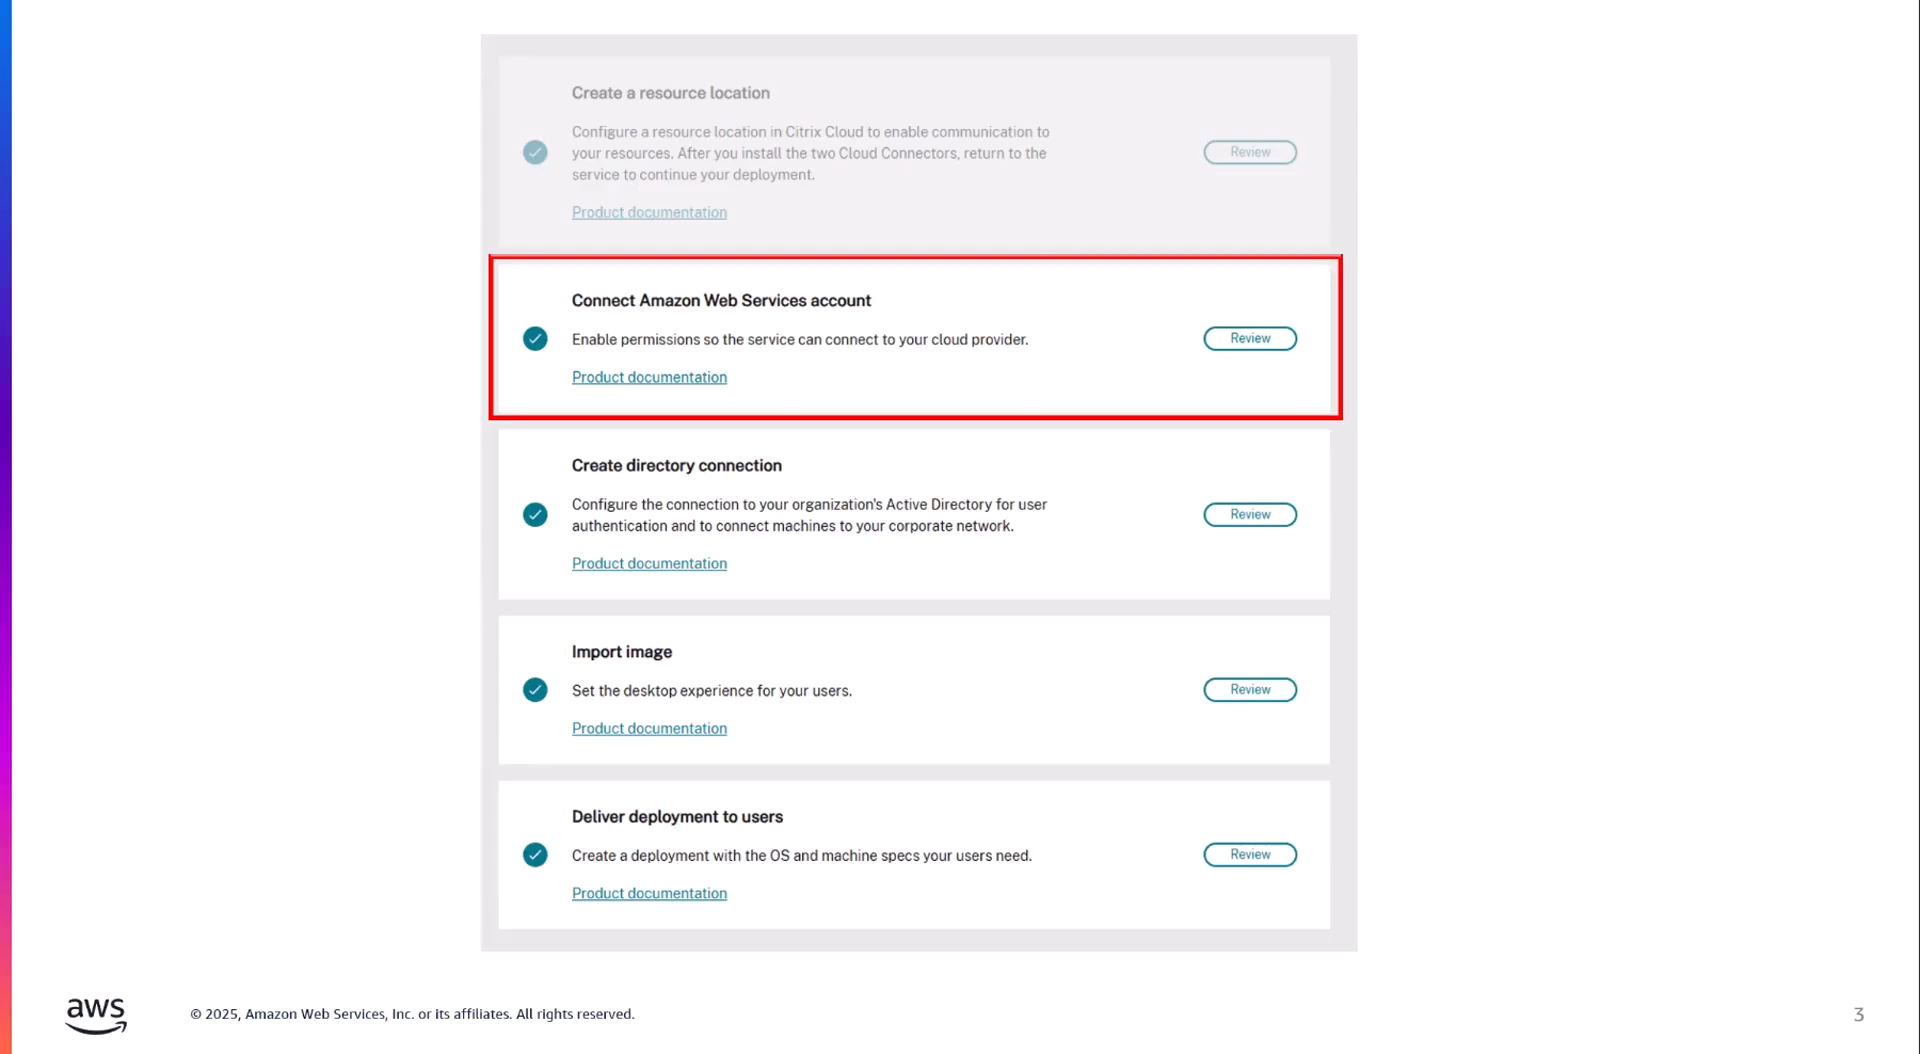 Create a resource location
Configure a resource location in Citrix Cloud to enable communication to
your resources. After you install the two Cloud Connectors, return to the
service to continue your deployment.
Review
Product documentation
Connect Amazon Web Services account
Enable permissions so the service can connect to your cloud provider.
Review
Product documentation
Create directory connection
Configure the connection to your organization's Active Directory for user
authentication and to connect machines to your corporate network.
Review
Product documentation
Import image
Set the desktop experience for your users.
Review
Product documentation
Deliver deployment to users
Create a deployment with the OS and machine specs your users need.
Review
Product documentation
aws
© 2025, Amazon Web Services, Inc. or its affiliates. All rights reserved.
3